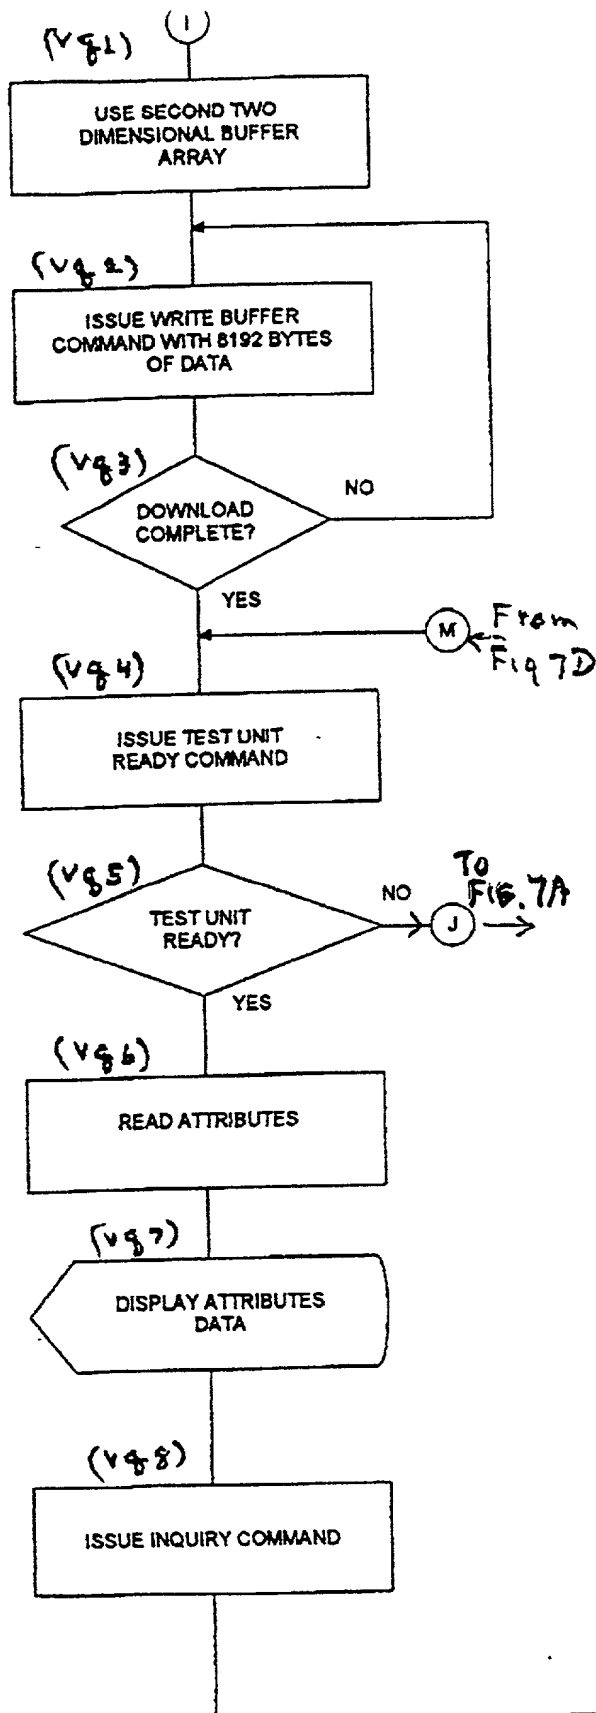 I
(Vg1)
USE SECOND TWO
DIMENSIONAL BUFFER
ARRAY
(Vg2)
ISSUE WRITE BUFFER
COMMAND WITH 8192 BYTES
OF DATA
(Vg3)
DOWNLOAD
COMPLETE?
NO
YES
M
From
Fig 7D
(Vg4)
ISSUE TEST UNIT
READY COMMAND
(Vg5)
TEST UNIT
READY?
NO
J
TO
FIG. 7A
YES
(Vg6)
READ ATTRIBUTES
(Vg7)
DISPLAY ATTRIBUTES
DATA
(Vg8)
ISSUE INQUIRY COMMAND